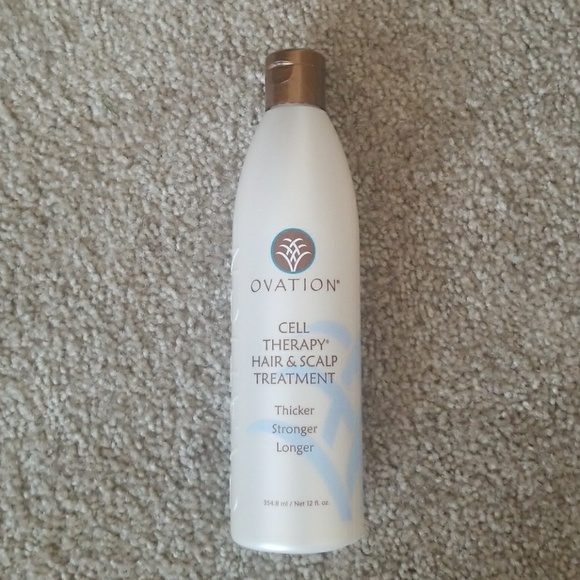 OVATION®
CELL
THERAPY®
HAIR & SCALP
TREATMENT
Thicker
Stronger
Longer
354.8 ml / Net 12 fl. oz.